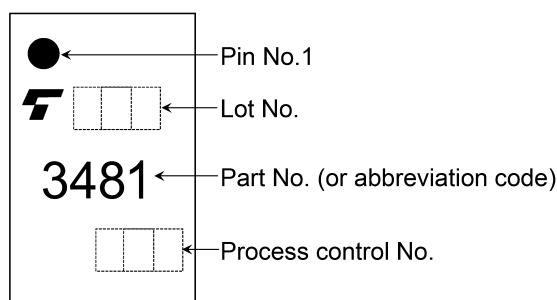 Pin No.1
Lot No.
3481 Part No. (or abbreviation code)
Process control No.